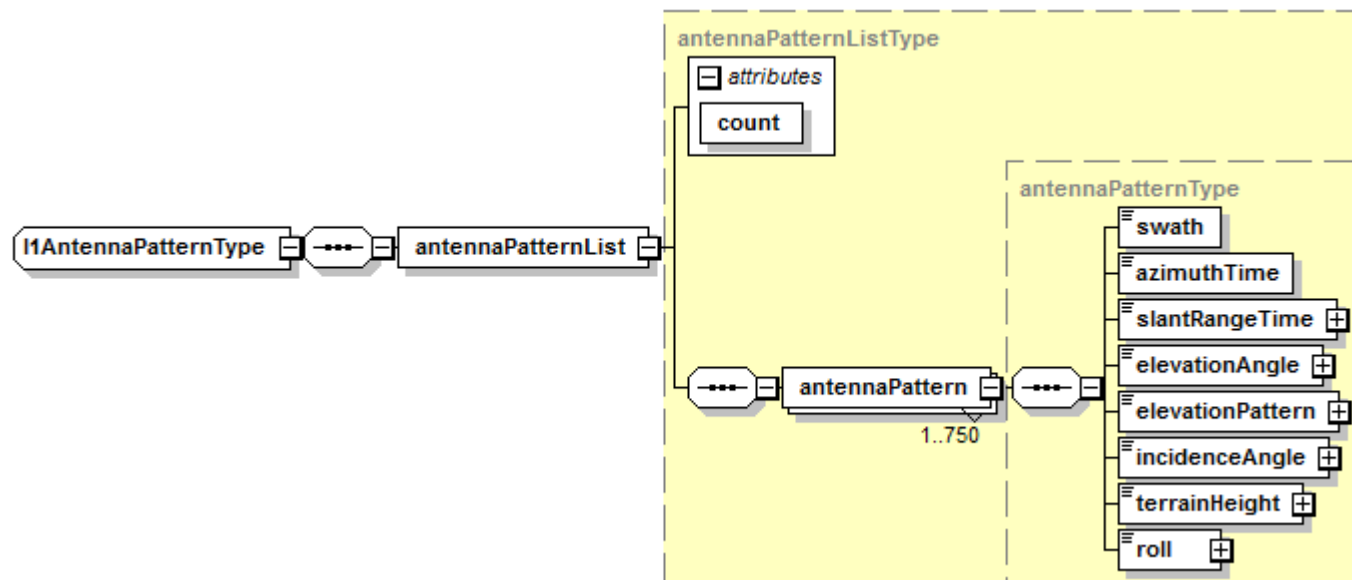 antennaPatternListType
attributes
count
antennaPatternType
l1AntennaPatternType
antennaPatternList
swath
azimuthTime
slantRangeTime
elevationAngle
antennaPattern
1..750
elevationPattern
incidenceAngle
terrainHeight
roll